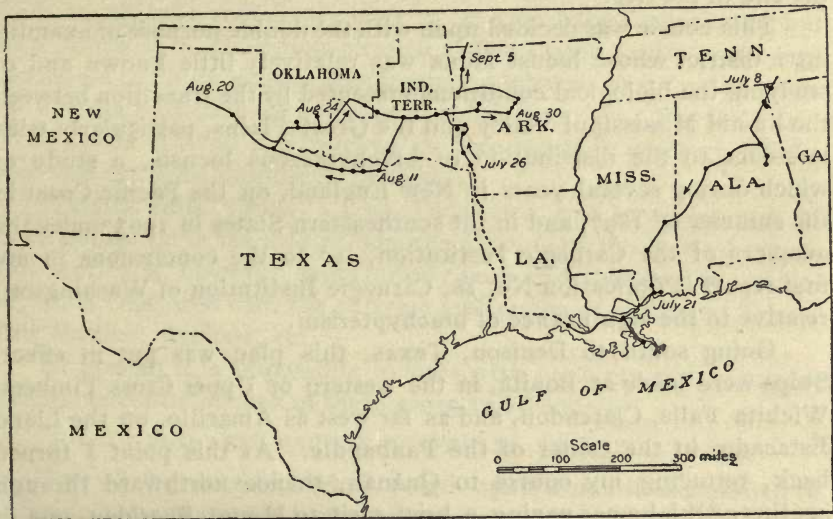 Sept. 5
TENN.
July 8
Aug. 20
OKLAHOMA
IND.
TERR.
Aug. 24
Aug. 30
NEW
MEXICO
ARK.
GA.
July 26
MISS.
ALA.
Aug. 11
TEXAS
LA.
July 21
GULF OF MEXICO
MEXICO
Scale
0 100 200 300 miles